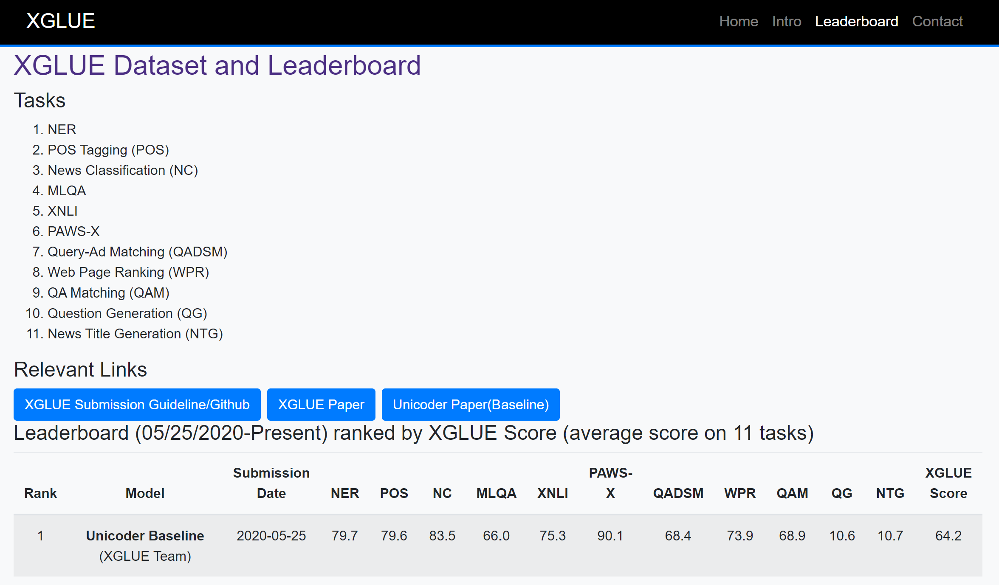 XGLUE
Home Intro Leaderboard Contact
XGLUE Dataset and Leaderboard
Tasks
1. NER
2. POS Tagging (POS)
3. News Classification (NC)
4. MLQA
5. XNLI
6. PAWS-X
7. Query-Ad Matching (QADSM)
8. Web Page Ranking (WPR)
9. QA Matching (QAM)
10. Question Generation (QG)
11. News Title Generation (NTG)
Relevant Links
XGLUE Submission Guideline/Github XGLUE Paper Unicoder Paper(Baseline)
Leaderboard (05/25/2020-Present) ranked by XGLUE Score (average score on 11 tasks)
Rank Model Submission Date NER POS NC MLQA XNLI PAWS-X QADSM WPR QAM QG NTG XGLUE Score
1 Unicoder Baseline 2020-05-25 79.7 79.6 83.5 66.0 75.3 90.1 68.4 73.9 68.9 10.6 10.7 64.2
(XGLUE Team)